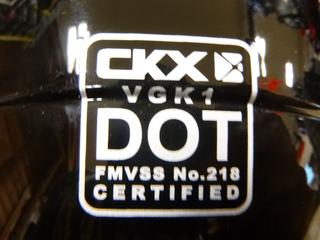 CKX
VGK1
DOT
FMVSS No.218
CERTIFIED